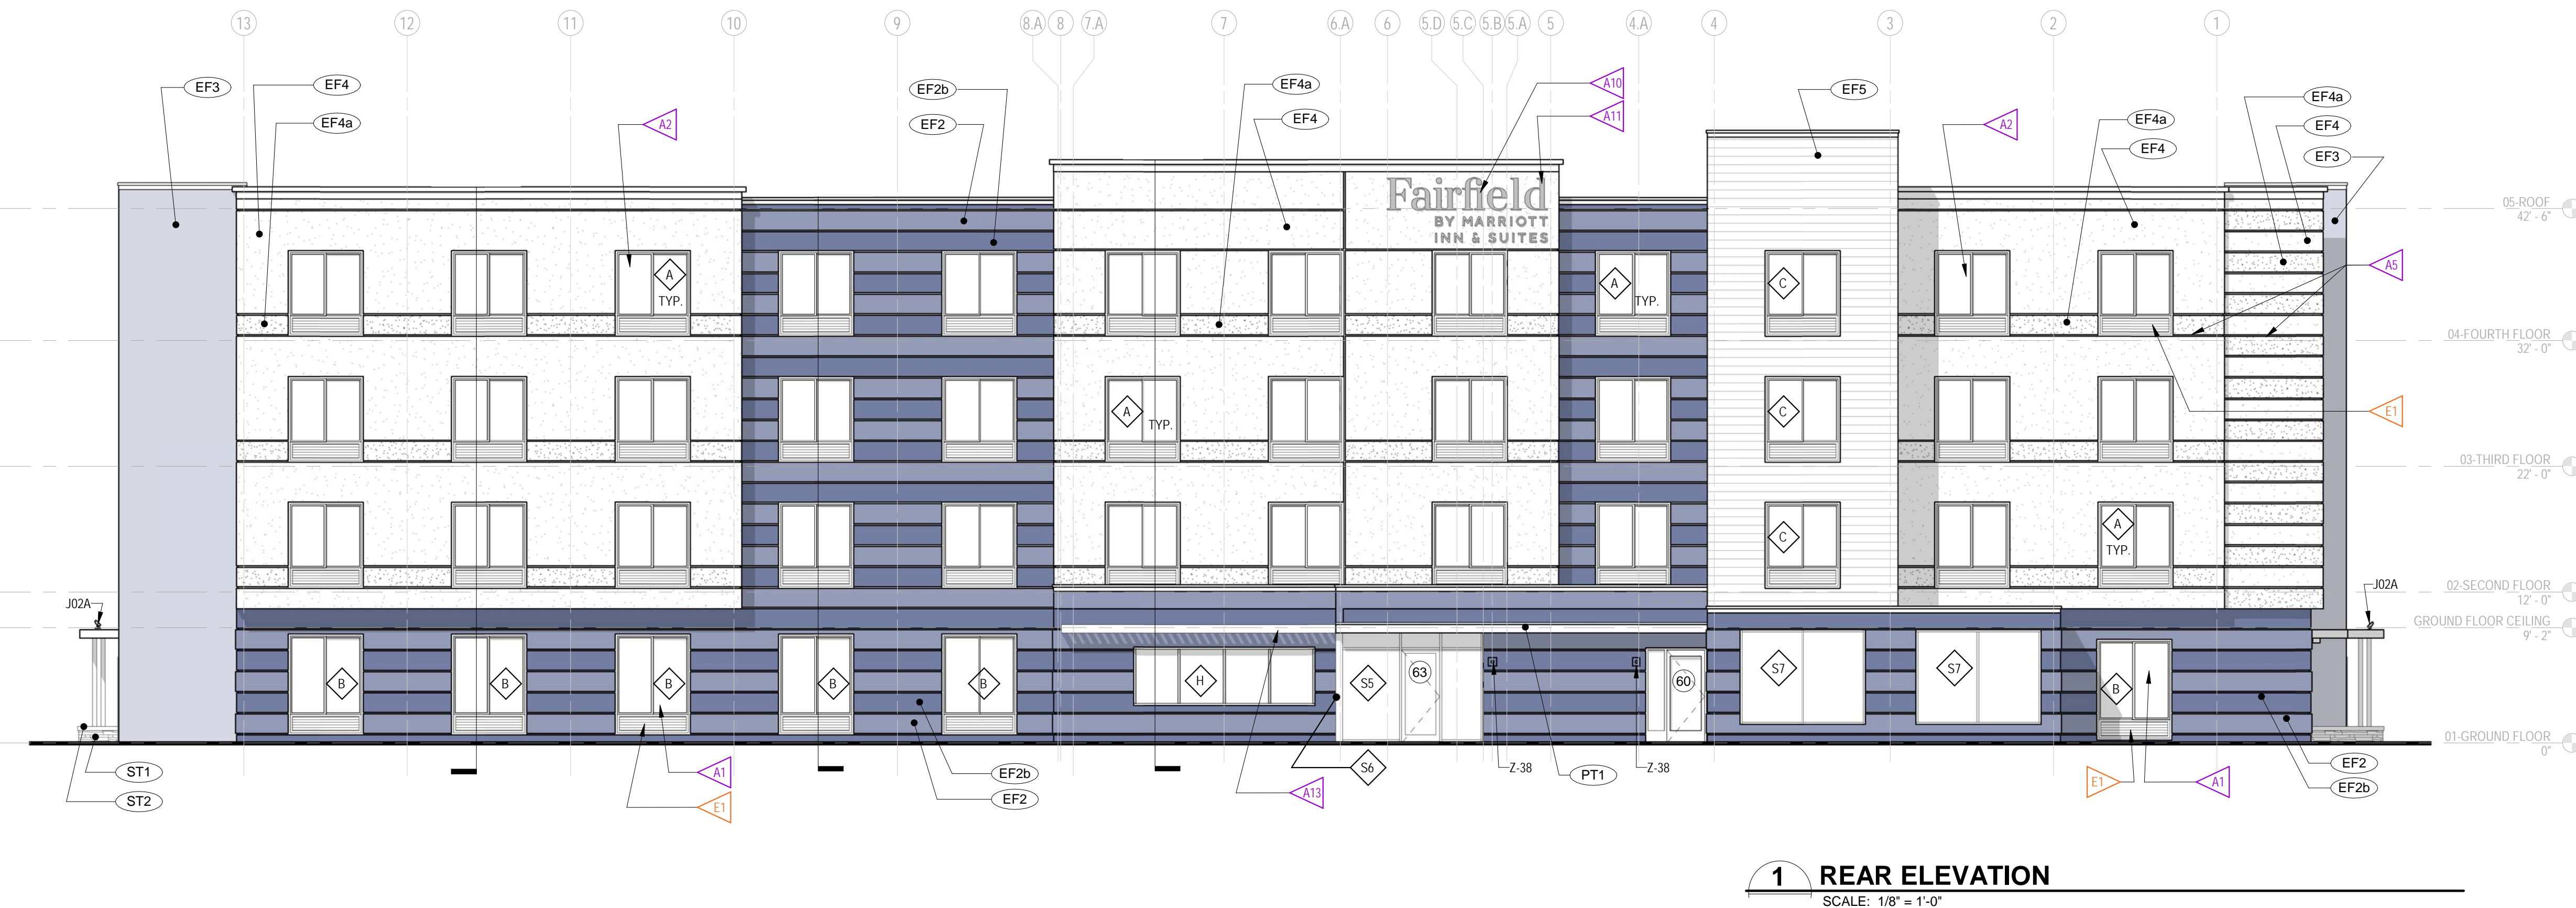 13 12 11 10 9 8.A 8 7.A 7 6.A 6 5.D 5.C 5.B 5.A 5 4.A 4 3 2 1
EF3
EF4
EF4a
A2
EF2b
EF2
EF4a
EF4
A10
A11
EF5
A2
EF4a
EF4
EF4a
EF4
EF3
Fairfield
BY MARRIOTT
INN & SUITES
05-ROOF
42' - 6"
A5
A
TYP.
A
TYP.
C
04-FOURTH FLOOR
32' - 0"
A
TYP.
C
E1
03-THIRD FLOOR
22' - 0"
C
A
TYP.
02-SECOND FLOOR
12' - 0"
J02A
J02A
GROUND FLOOR CEILING
9' - 2"
B
B
B
B
B
H
S5
63
60
S7
S7
B
01-GROUND FLOOR
0"
ST1
ST2
A1
E1
EF2b
EF2
A13
S6
Z-38
PT1
Z-38
E1
A1
EF2
EF2b
1 REAR ELEVATION
SCALE: 1/8" = 1'-0"